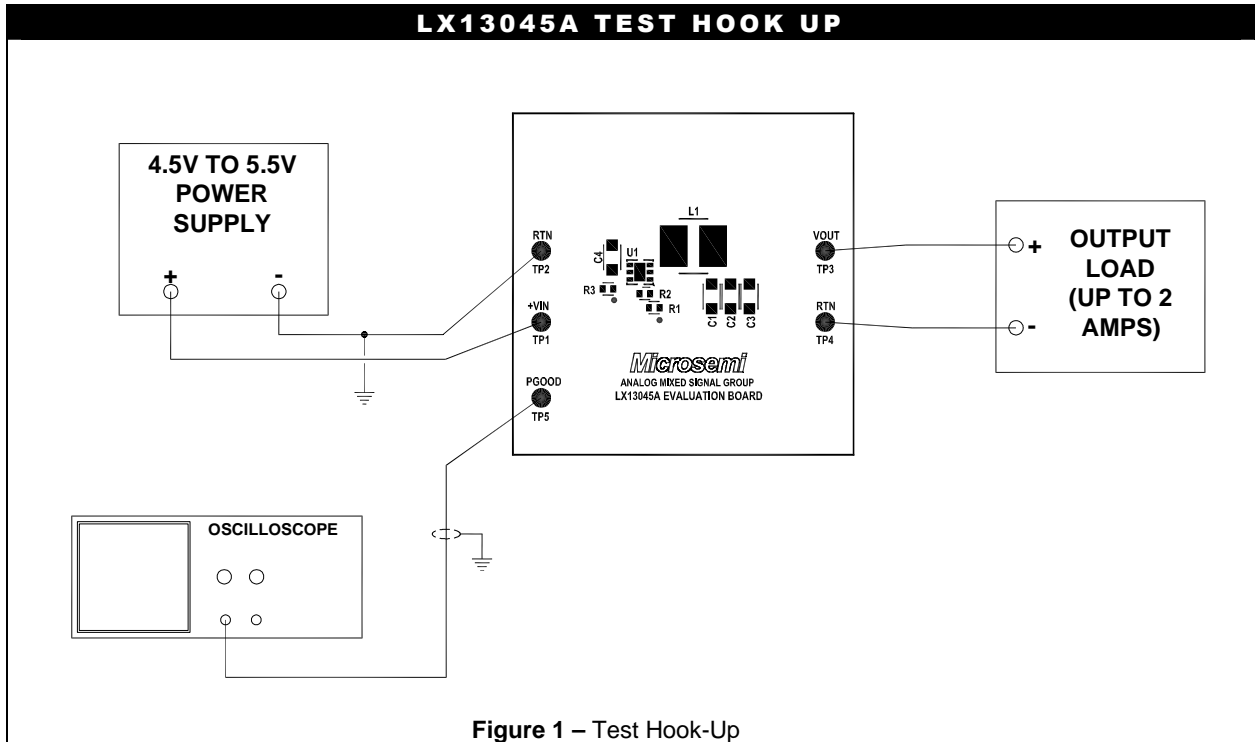 LX13045A TEST HOOK UP
4.5V TO 5.5V
POWER
SUPPLY
+ -
RTN
TP2
+VIN
TP1
PGOOD
TP5
C4
U1
R3
R2
R1
L1
C1
C2
C3
VOUT
TP3
RTN
TP4
Microsemi
ANALOG MIXED SIGNAL GROUP
LX13045A EVALUATION BOARD
+
-
OUTPUT
LOAD
(UP TO 2
AMPS)
OSCILLOSCOPE
Figure 1 – Test Hook-Up